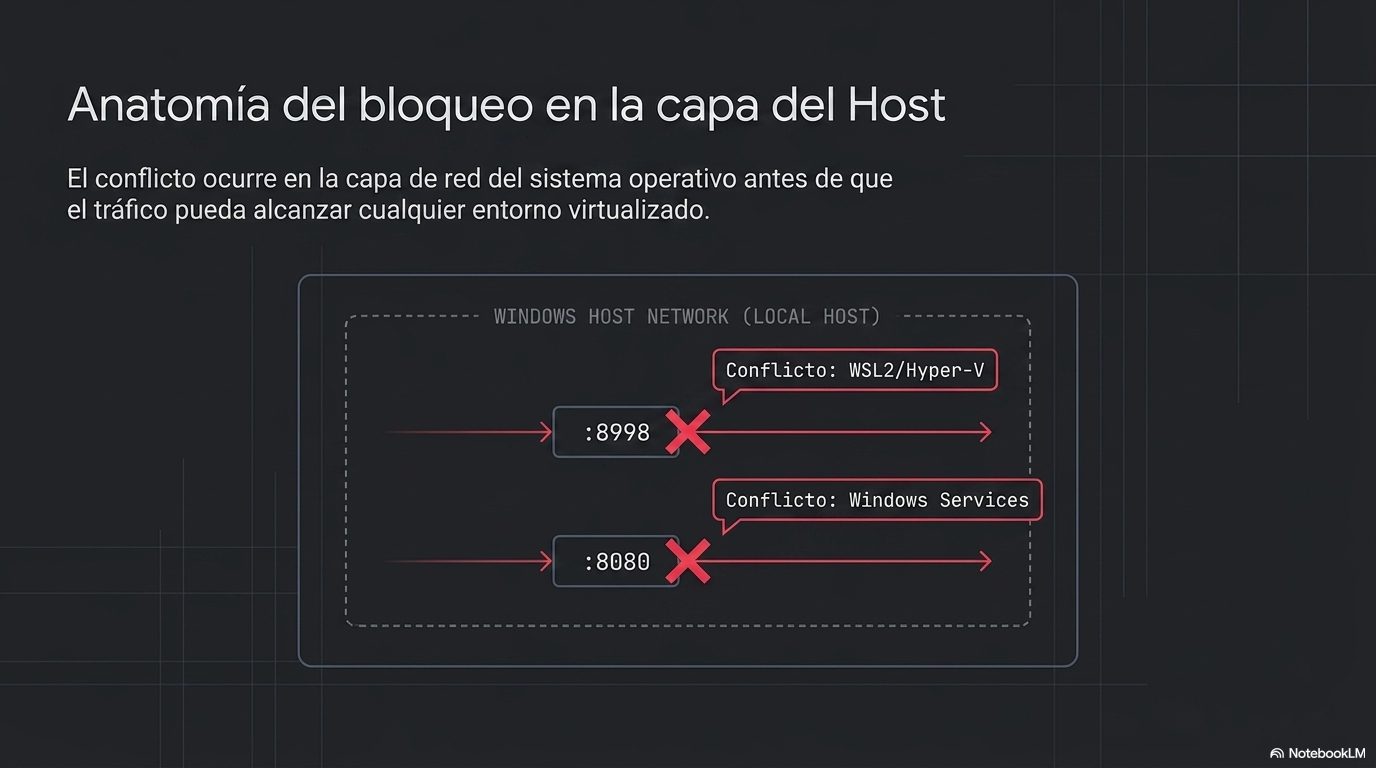 Anatomía del bloqueo en la capa del Host
El conflicto ocurre en la capa de red del sistema operativo antes de que
el tráfico pueda alcanzar cualquier entorno virtualizado.
WINDOWS HOST NETWORK (LOCAL HOST)
Conflicto: WSL2/Hyper-V
:8998
Conflicto: Windows Services
:8080
NotebookLM